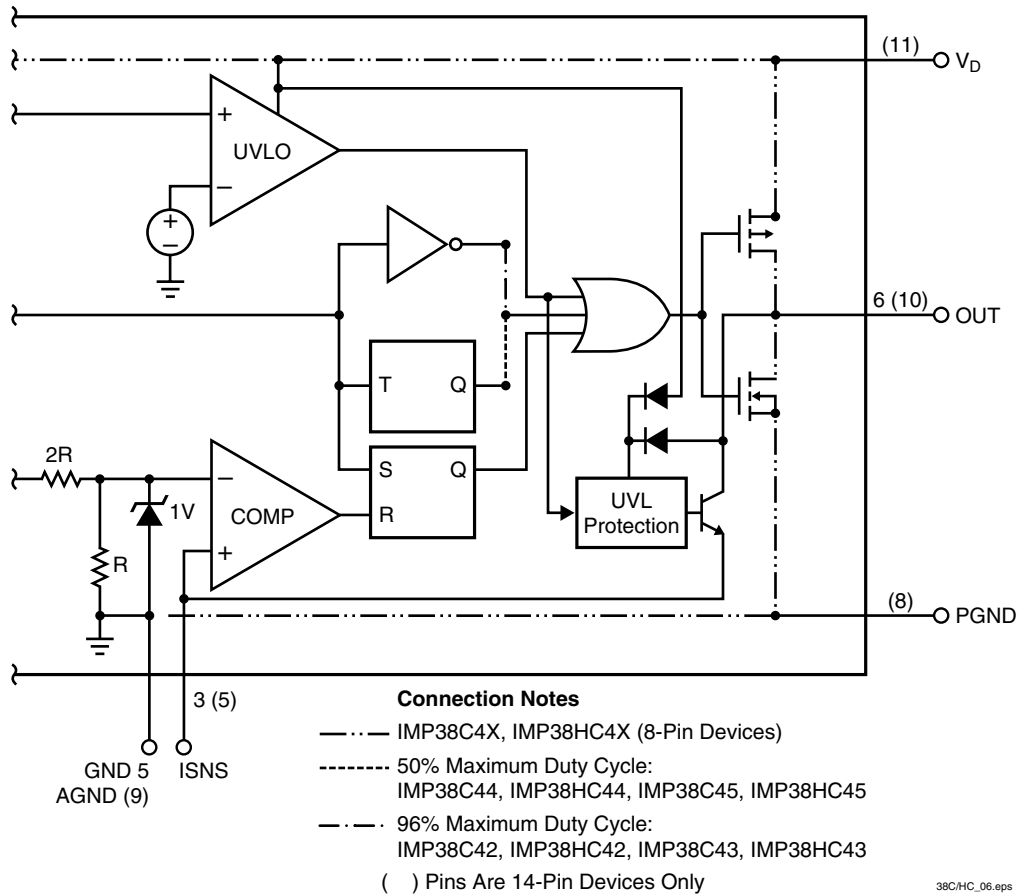 (11)
VD
+
UVLO
−
+
−
6 (10)
OUT
T Q
2R
S Q
−
1V
COMP
R
UVL
Protection
R
+
(8)
PGND
3 (5)
Connection Notes
IMP38C4X, IMP38HC4X (8-Pin Devices)
GND 5
ISNS
AGND (9)
50% Maximum Duty Cycle:
IMP38C44, IMP38HC44, IMP38C45, IMP38HC45
96% Maximum Duty Cycle:
IMP38C42, IMP38HC42, IMP38C43, IMP38HC43
( ) Pins Are 14-Pin Devices Only
38C/HC_06.eps